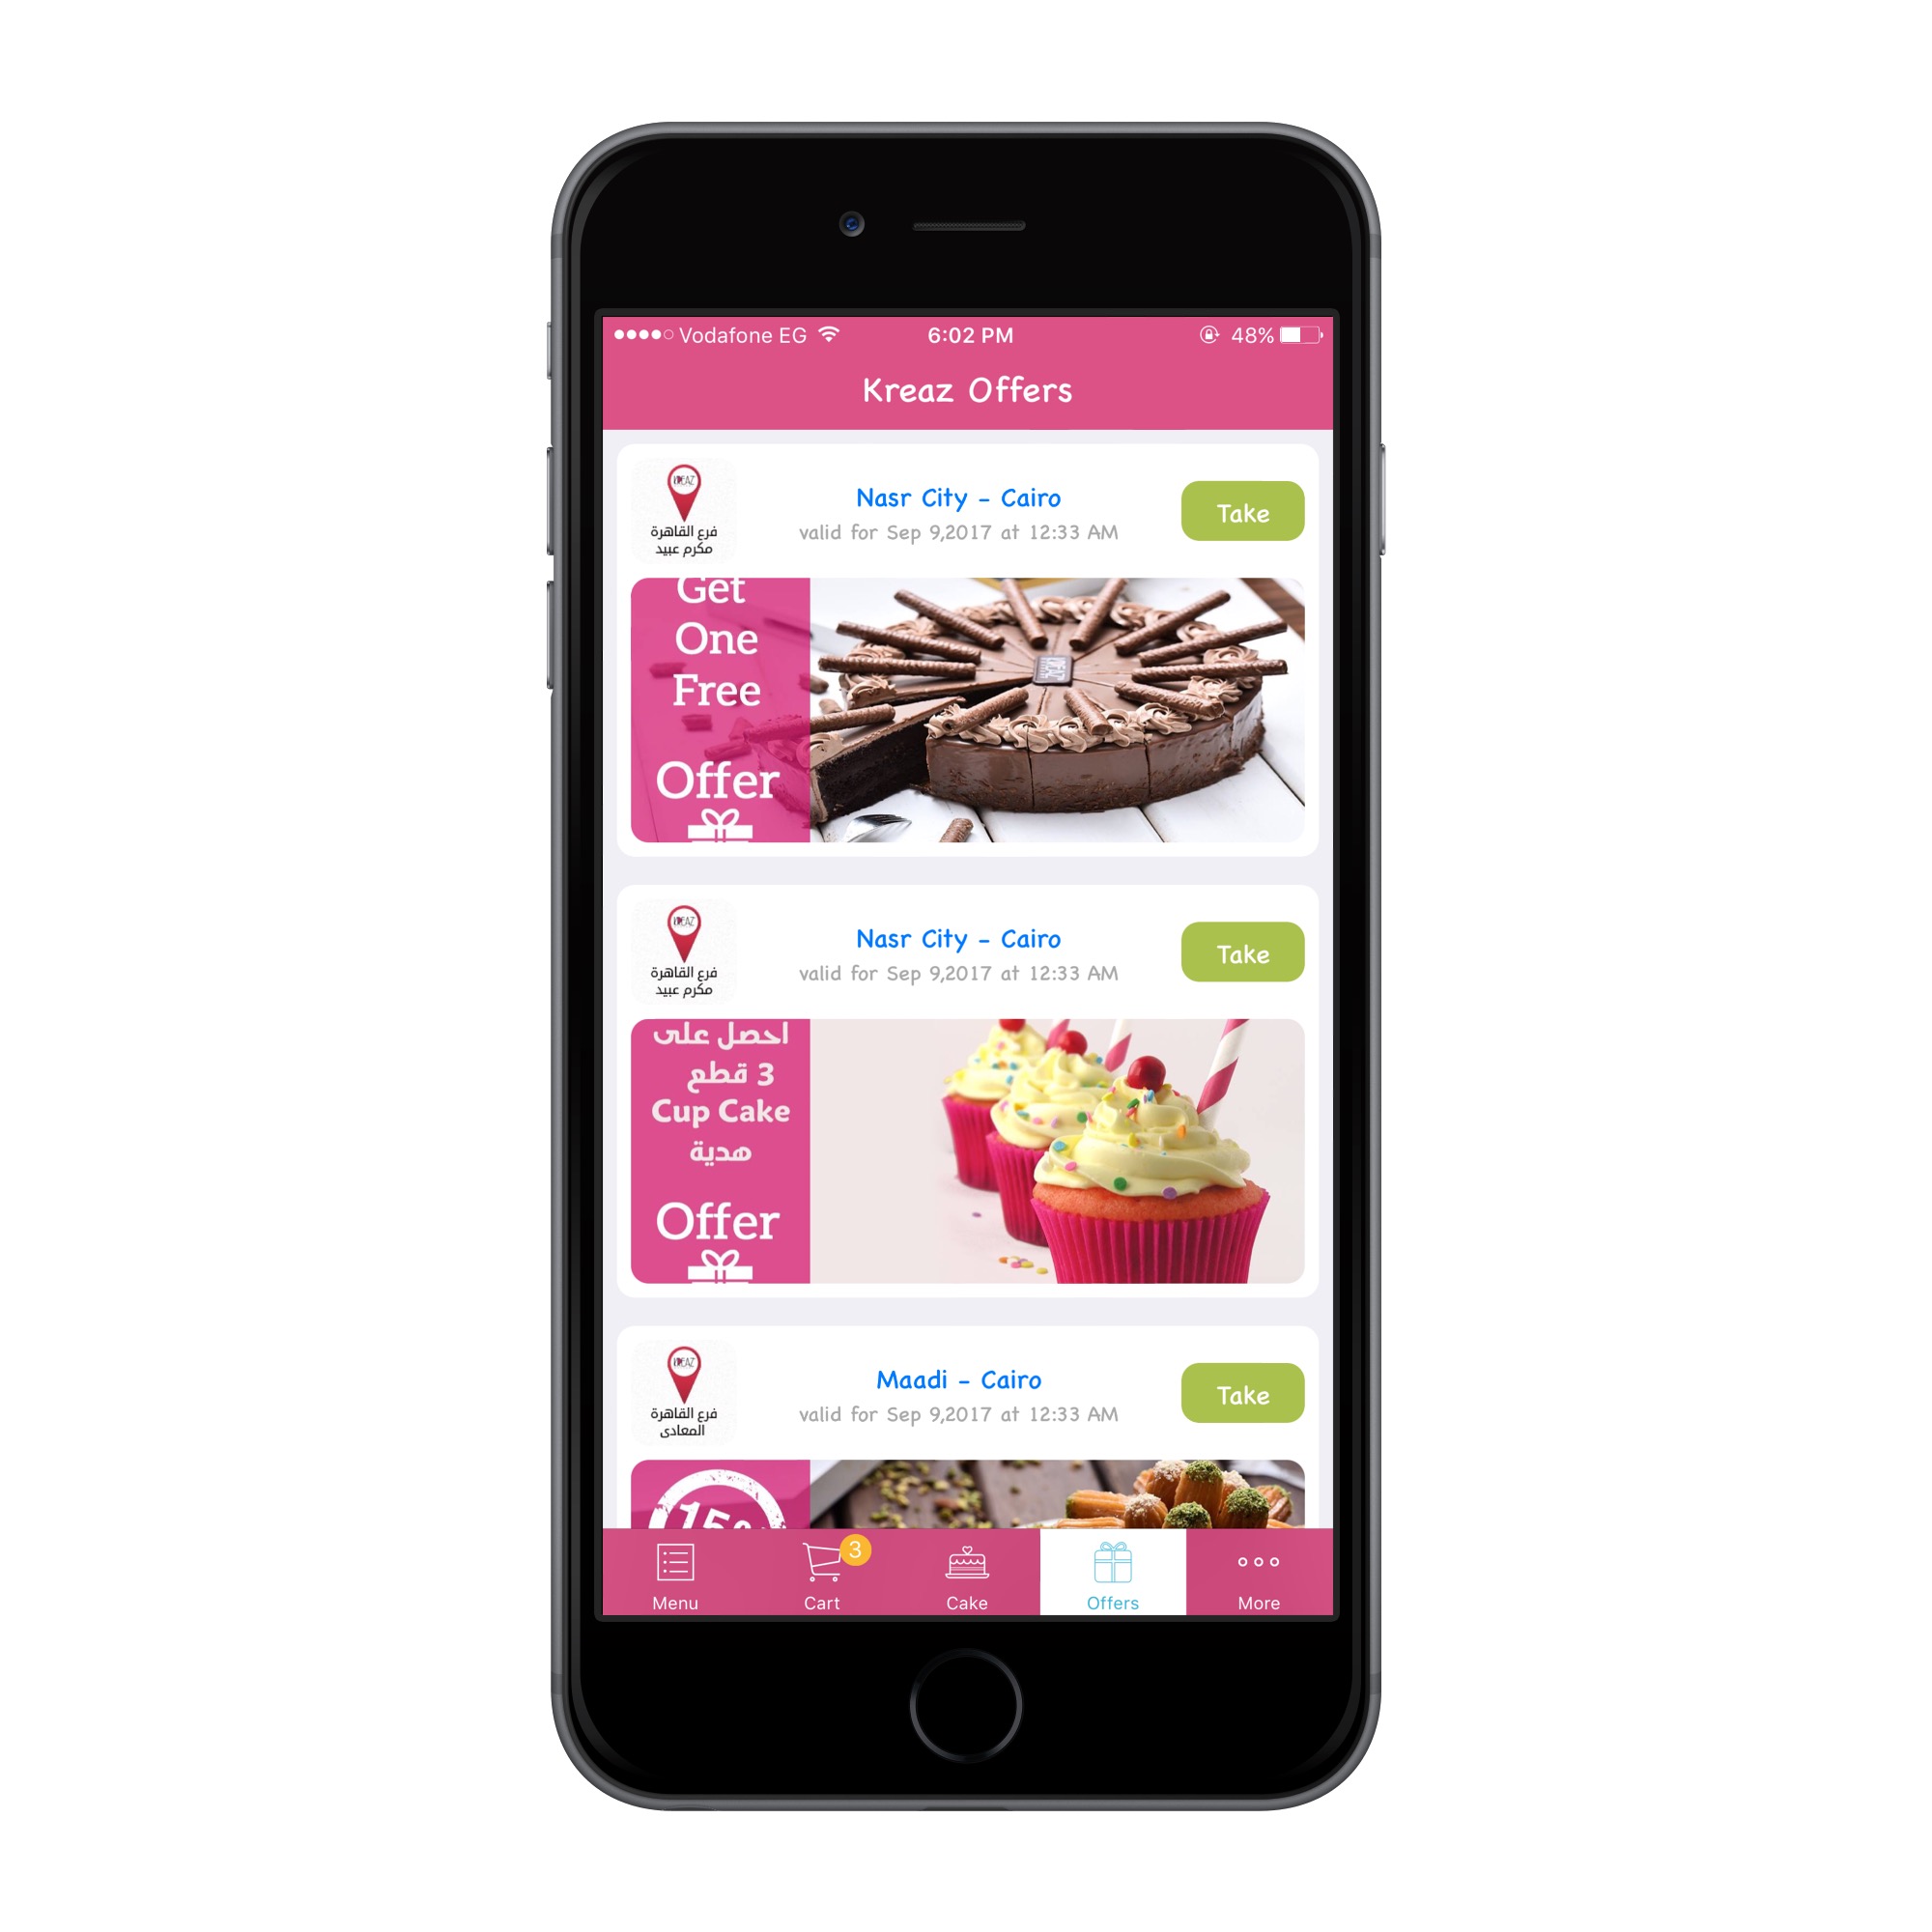 Vodafone EG 6:02 PM 48%
Kreaz Offers
KREAZ
فرع القاهرة
مكرم عبيد
Nasr City - Cairo
valid for Sep 9,2017 at 12:33 AM
Take
Get
One
Free
Offer
KREAZ
KREAZ
فرع القاهرة
مكرم عبيد
Nasr City - Cairo
valid for Sep 9,2017 at 12:33 AM
Take
احصل على
3 قطع
Cup Cake
هدية
Offer
KREAZ
فرع القاهرة
المعادى
Maadi - Cairo
valid for Sep 9,2017 at 12:33 AM
Take
3
Menu
Cart
Cake
Offers
More